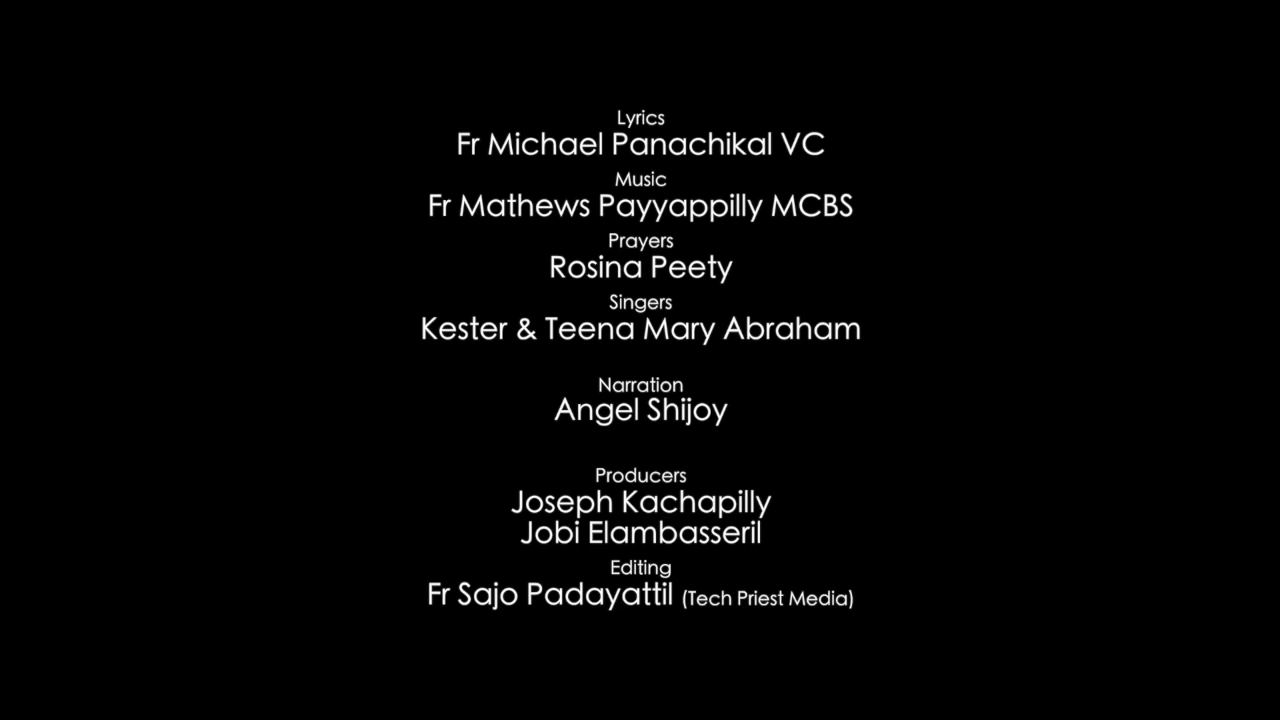 Lyrics
Fr Michael Panachikal VC
Music
Fr Mathews Payyappilly MCBS
Prayers
Rosina Peety
Singers
Kester & Teena Mary Abraham
Narration
Angel Shijoy
Producers
Joseph Kachapilly
Jobi Elambasseril
Editing
Fr Sajo Padayattil (Tech Priest Media)